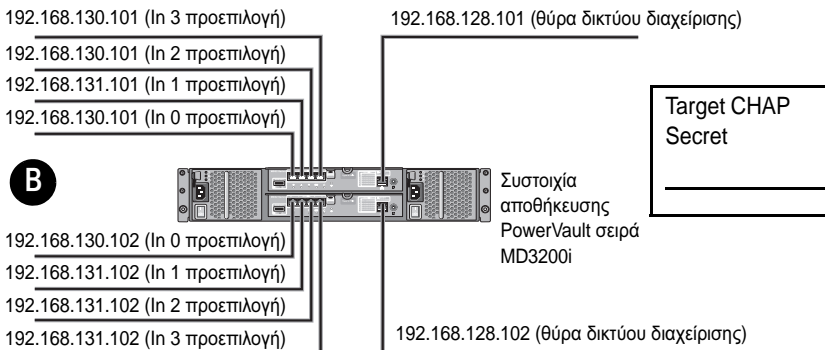 192.168.130.101 (In 3 προεπιλογή)
192.168.128.101 (θύρα δικτύου διαχείρισης)
192.168.130.101 (In 2 προεπιλογή)
192.168.131.101 (In 1 προεπιλογή)
192.168.130.101 (In 0 προεπιλογή)
Target CHAP
Secret
B
Συστοιχία
αποθήκευσης
PowerVault σειρά
MD3200i
192.168.130.102 (In 0 προεπιλογή)
192.168.131.102 (In 1 προεπιλογή)
192.168.131.102 (In 2 προεπιλογή)
192.168.131.102 (In 3 προεπιλογή)
192.168.128.102 (θύρα δικτύου διαχείρισης)